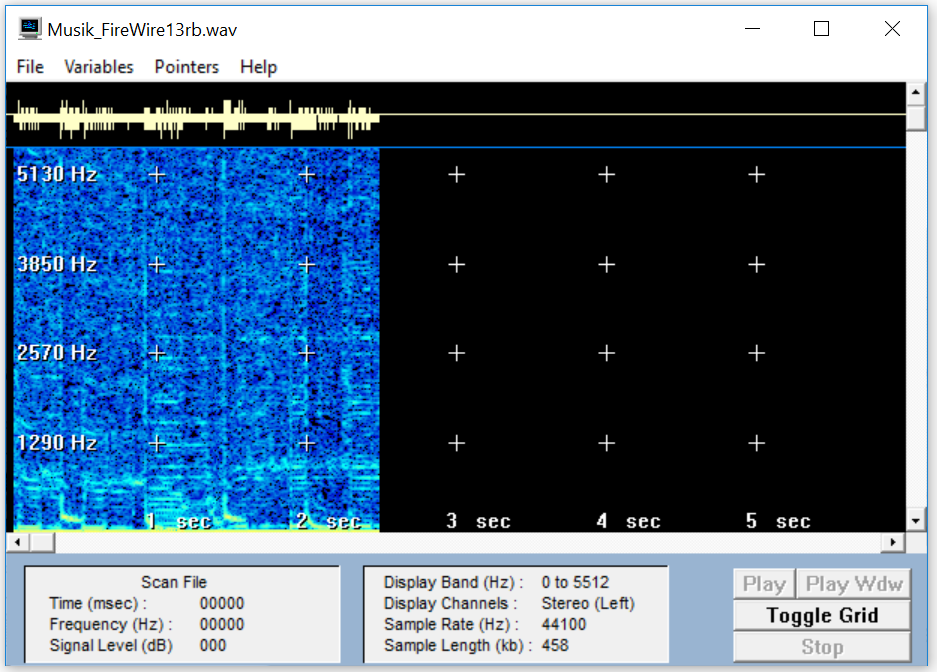 Musik_FireWire13rb.wav
File Variables Pointers Help
5130 Hz
3850 Hz
2570 Hz
1290 Hz
1 sec 2 sec 3 sec 4 sec 5 sec
Scan File
Time (msec) : 00000
Frequency (Hz) : 00000
Signal Level (dB) 000
Display Band (Hz) : 0 to 5512
Display Channels : Stereo (Left)
Sample Rate (Hz) : 44100
Sample Length (kb) : 458
Play Play Wdw
Toggle Grid
Stop